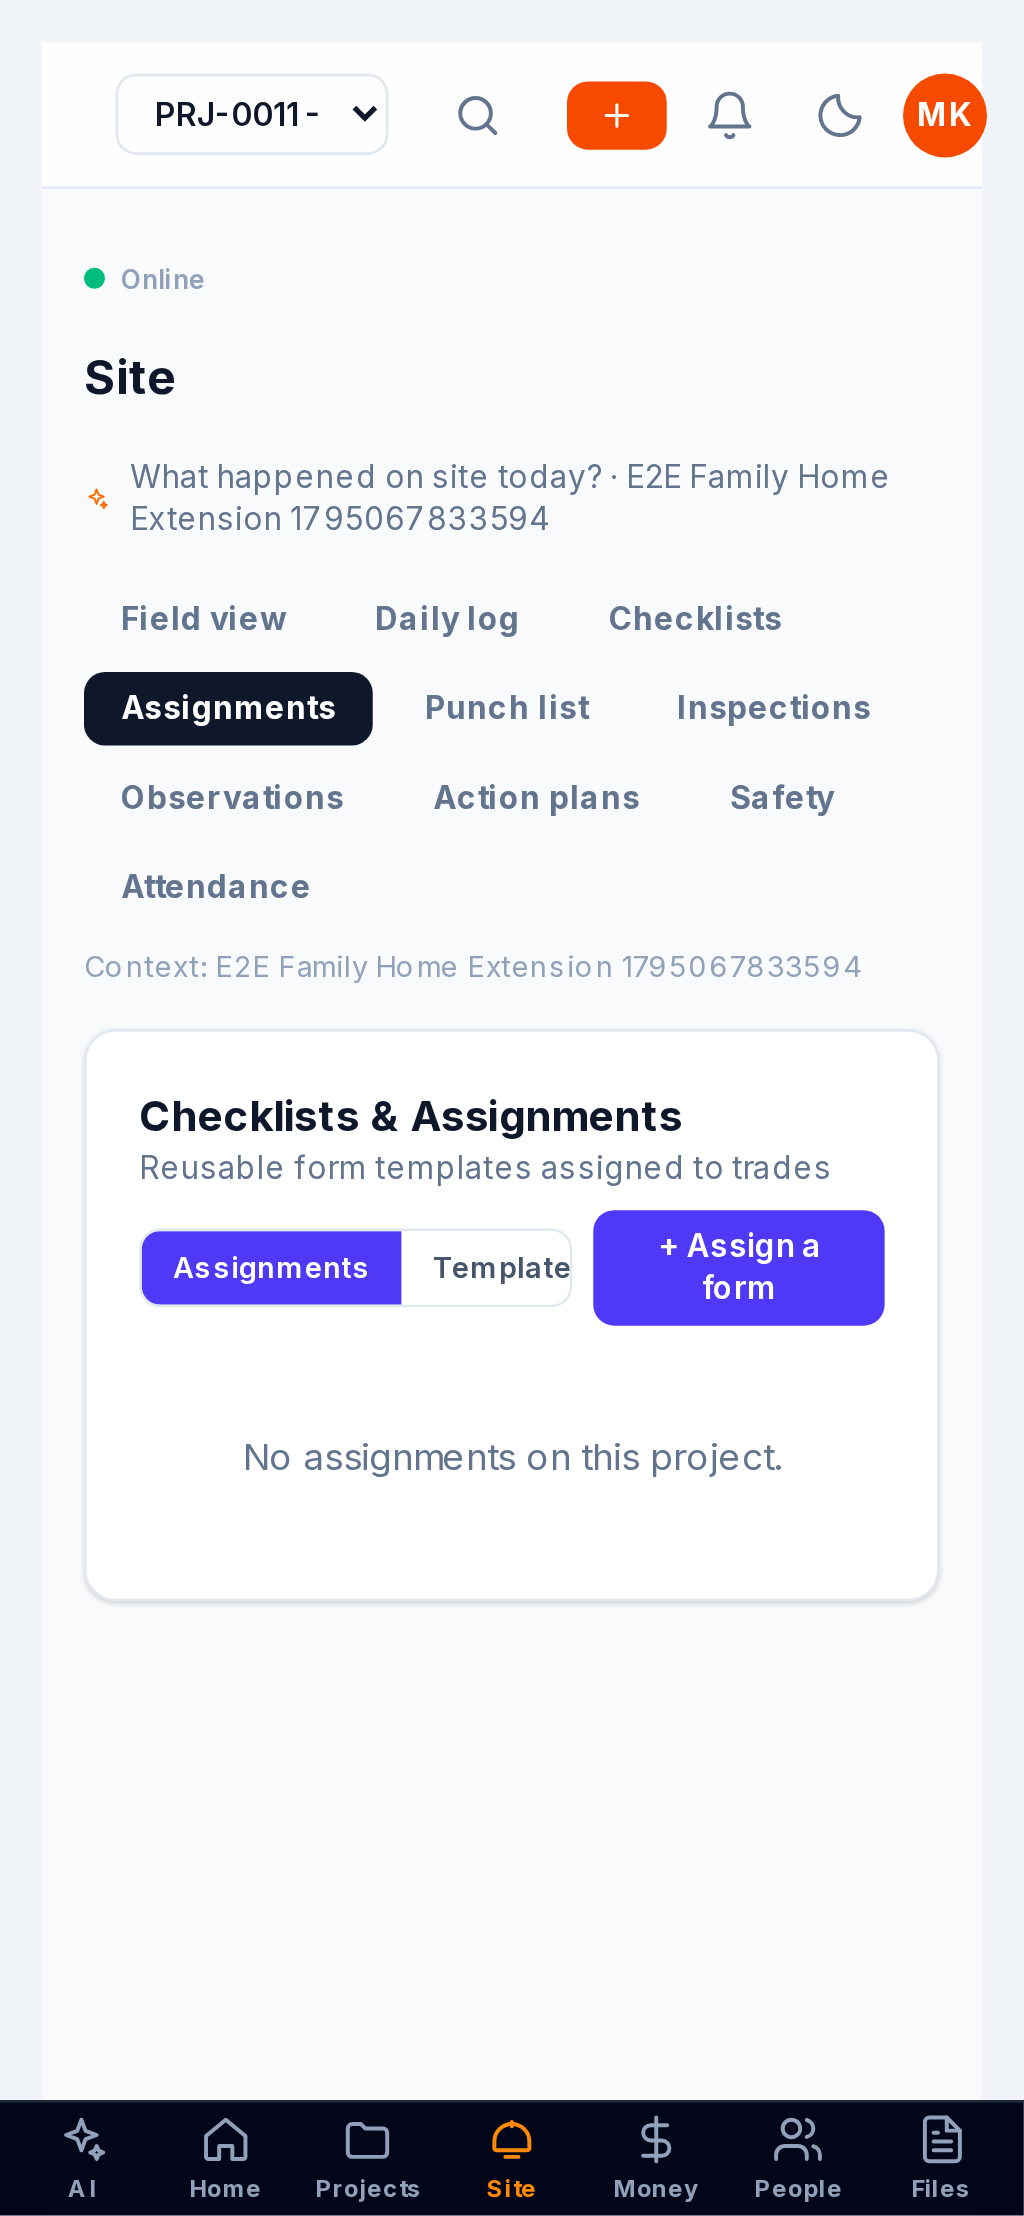 PRJ-0011 -
+
MK
Online
Site
What happened on site today? · E2E Family Home
Extension 1795067833594
Field view Daily log Checklists
Assignments Punch list Inspections
Observations Action plans Safety
Attendance
Context: E2E Family Home Extension 1795067833594
Checklists & Assignments
Reusable form templates assigned to trades
Assignments Template
+ Assign a
form
No assignments on this project.
AI Home Projects Site Money People Files